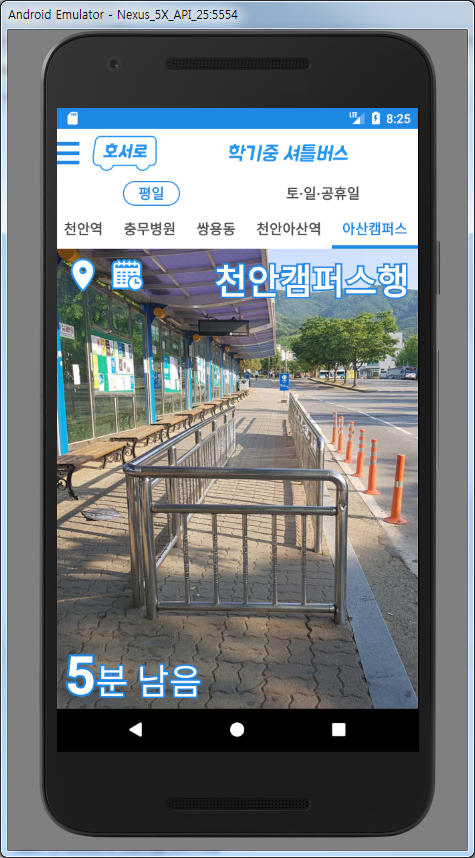 Android Emulator - Nexus_5X_API_25:5554
LTE 8:25
호서로 학기중 셔틀버스
평일 토·일·공휴일
천안역 충무병원 쌍용동 천안아산역 아산캠퍼스
천안캠퍼스행
5분 남음